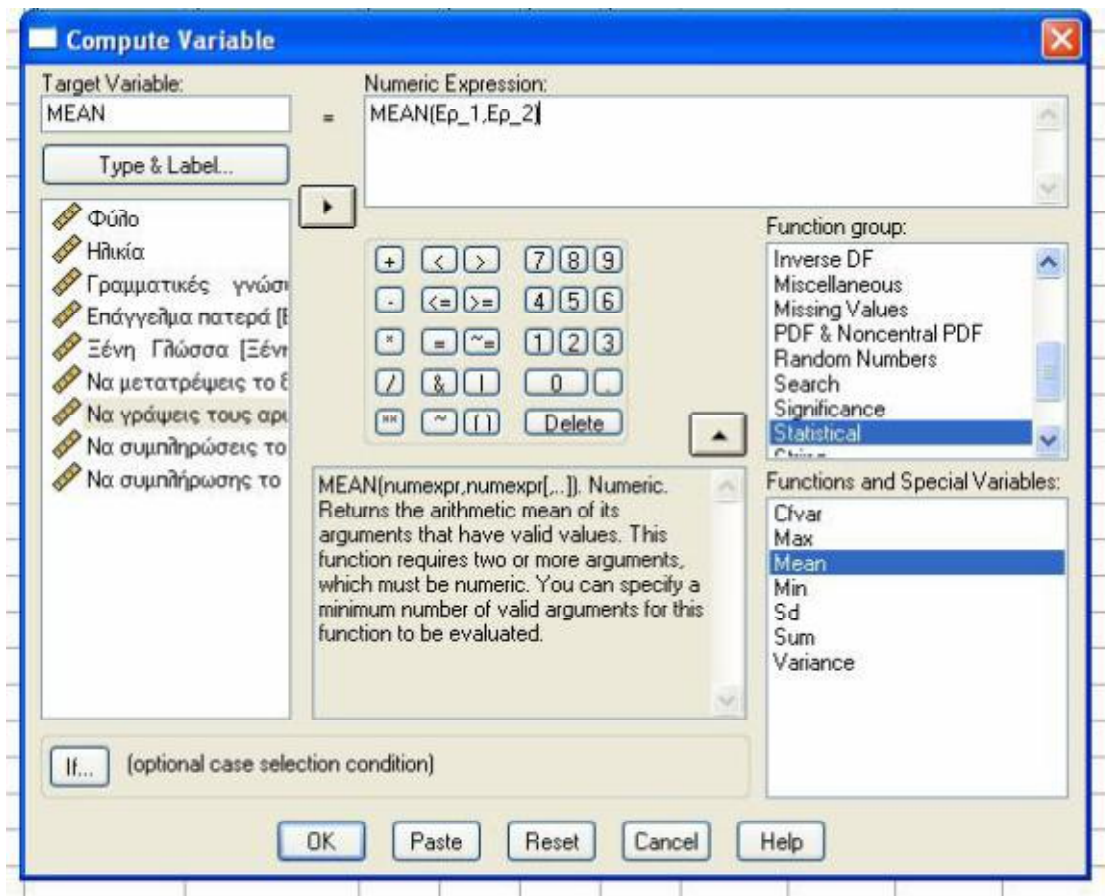 Compute Variable
Target Variable:
MEAN
=
Numeric Expression:
MEAN(Ερ_1,Ερ_2)
Type & Label...
Φύλο
Ηλικία
Γραμματικές γνώσι
Επάγγελμα πατερά [Ε
Ξένη Γλώσσα [Ξέν
Να μετατρέψεις το
Να γράψεις τους αρι
Να συμπληρώσεις το
Να συμπλήρωσης το
+ < > 7 8 9
- <= >= 4 5 6
* = ~= 1 2 3
/ & | 0 .
** ~ ( ) Delete
Function group:
Inverse DF
Miscellaneous
Missing Values
PDF & Noncentral PDF
Random Numbers
Search
Significance
Statistical
String
MEAN(numexpr,numexpr[,..]). Numeric.
Returns the arithmetic mean of its
arguments that have valid values. This
function requires two or more arguments,
which must be numeric. You can specify a
minimum number of valid arguments for this
function to be evaluated.
Functions and Special Variables:
Cfvar
Max
Mean
Min
Sd
Sum
Variance
If... (optional case selection condition)
OK Paste Reset Cancel Help